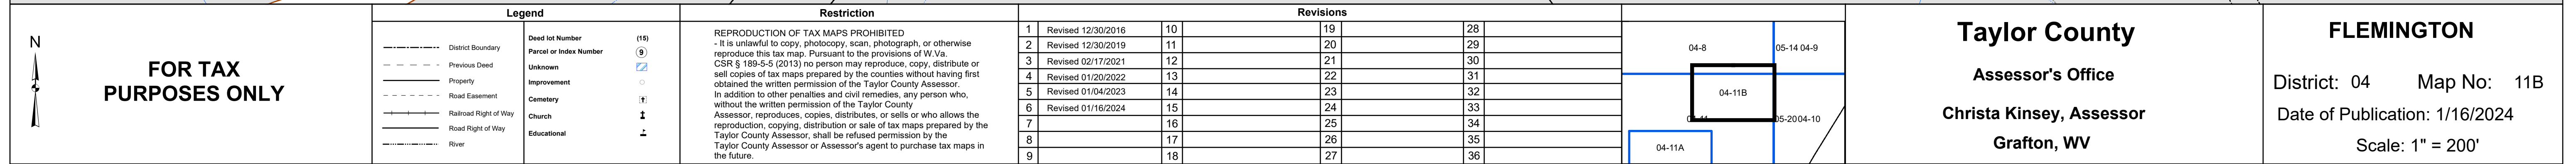 N
FOR TAX
PURPOSES ONLY
Legend
District Boundary
Previous Deed
Property
Road Easement
Railroad Right of Way
Road Right of Way
River
Deed lot Number (15)
Parcel or Index Number 9
Unknown
Improvement
Cemetery
Church
Educational
Restriction
REPRODUCTION OF TAX MAPS PROHIBITED
- It is unlawful to copy, photocopy, scan, photograph, or otherwise
reproduce this tax map. Pursuant to the provisions of W.Va.
CSR § 189-5-5 (2013) no person may reproduce, copy, distribute or
sell copies of tax maps prepared by the counties without having first
obtained the written permission of the Taylor County Assessor.
In addition to other penalties and civil remedies, any person who,
without the written permission of the Taylor County
Assessor, reproduces, copies, distributes, or sells or who allows the
reproduction, copying, distribution or sale of tax maps prepared by the
Taylor County Assessor, shall be refused permission by the
Taylor County Assessor or Assessor's agent to purchase tax maps in
the future.
Revisions
1 Revised 12/30/2016 10 19 28
2 Revised 12/30/2019 11 20 29
3 Revised 02/17/2021 12 21 30
4 Revised 01/20/2022 13 22 31
5 Revised 01/04/2023 14 23 32
6 Revised 01/16/2024 15 24 33
7 16 25 34
8 17 26 35
9 18 27 36
04-8 05-14 04-9
04-11B
05-20 04-10
04-11A
Taylor County
Assessor's Office
Christa Kinsey, Assessor
Grafton, WV
FLEMINGTON
District: 04 Map No: 11B
Date of Publication: 1/16/2024
Scale: 1" = 200'